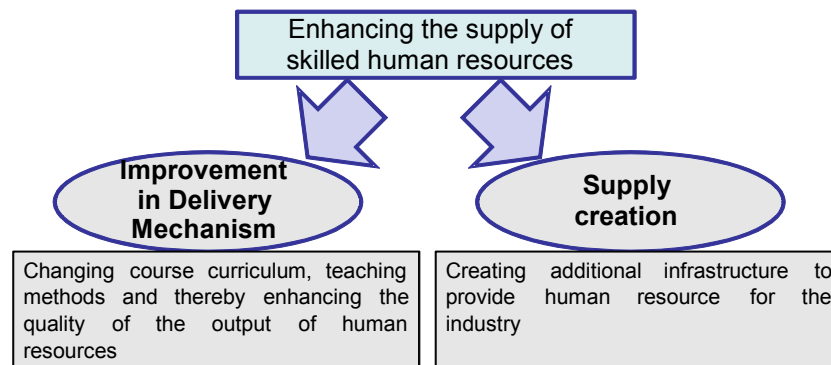 Enhancing the supply of
skilled human resources
Improvement
in Delivery
Mechanism
Supply
creation
Changing course curriculum, teaching
methods and thereby enhancing the
quality of the output of human
resources
Creating additional infrastructure to
provide human resource for the
industry